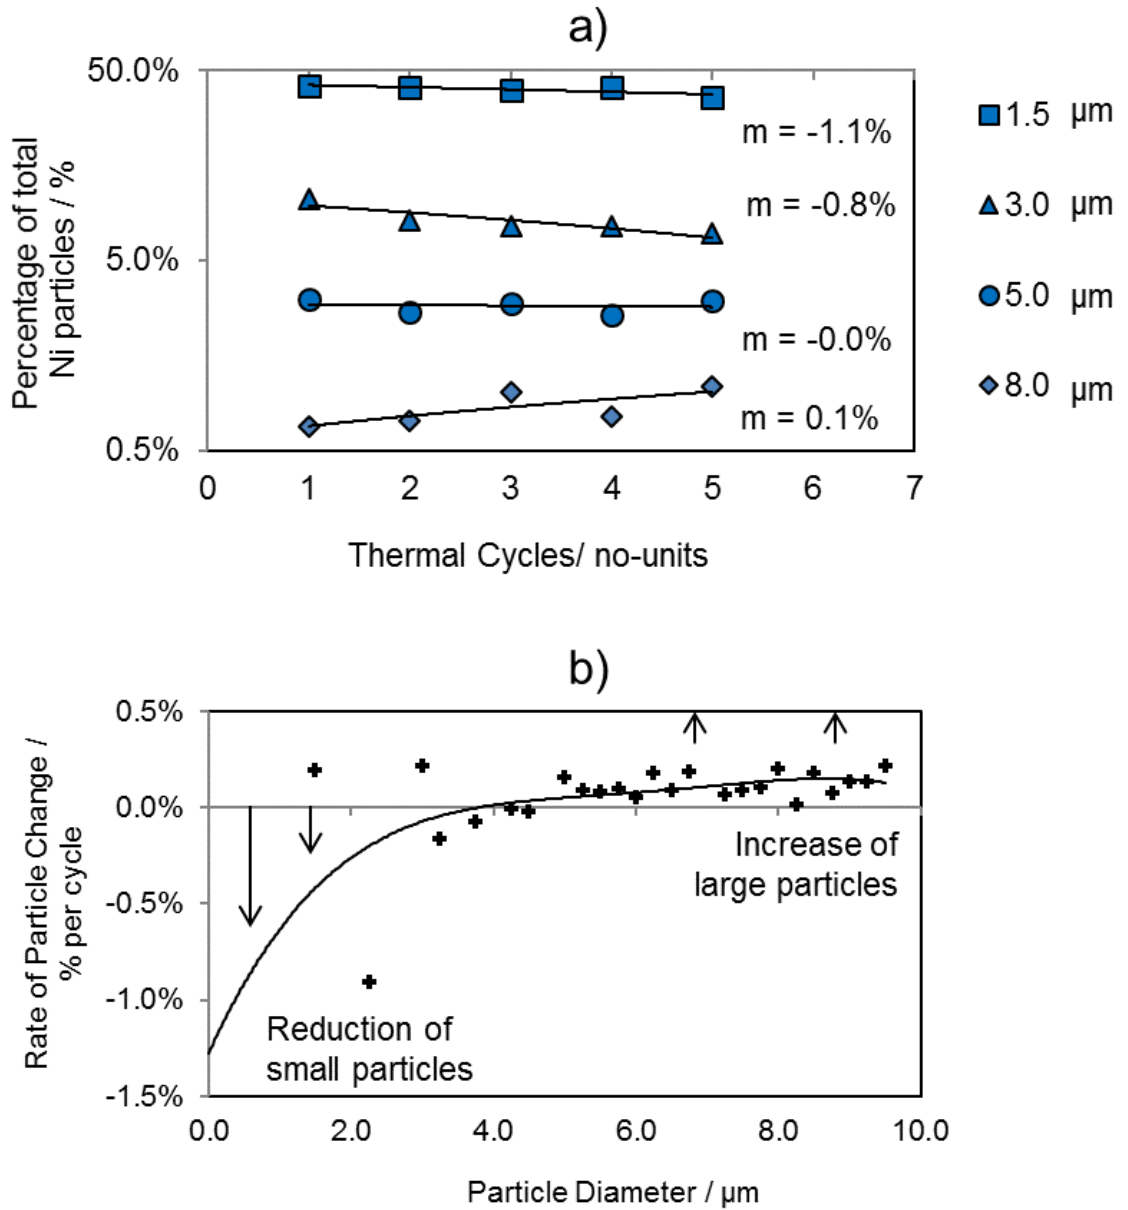 a)
50.0%
5.0%
0.5%
Percentage of total
Ni particles / %
m = -1.1%
m = -0.8%
m = -0.0%
m = 0.1%
1.5 μm
3.0 μm
5.0 μm
8.0 μm
0 1 2 3 4 5 6 7
Thermal Cycles/ no-units
b)
0.5%
0.0%
-0.5%
-1.0%
-1.5%
Rate of Particle Change /
% per cycle
Increase of
large particles
Reduction of
small particles
0.0 2.0 4.0 6.0 8.0 10.0
Particle Diameter / μm